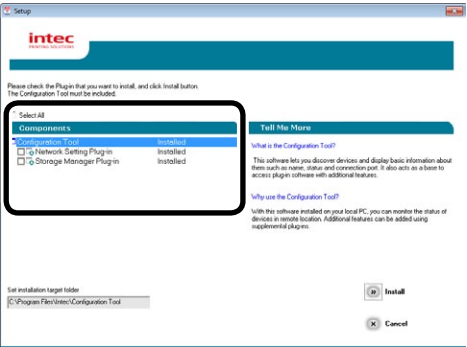 Setup
intec
PRINTING SOLUTIONS
Please check the Plug-in that you want to install, and click Install button.
The Configuration Tool must be included.
Select All
Components
Configuration Tool Installed
Network Setting Plug-in Installed
Storage Manager Plug-in Installed
Tell Me More
What is the Configuration Tool?
This software lets you discover devices and display basic information about
them such as name, status and connection port. It also acts as a base to
access plug-in software with additional features.
Why use the Configuration Tool?
With this software installed on your local PC, you can monitor the status of
devices in remote location. Additional features can be added using
supplemental plug-ins.
Set installation target folder
C:\Program Files\Intec\Configuration Tool
Install
Cancel